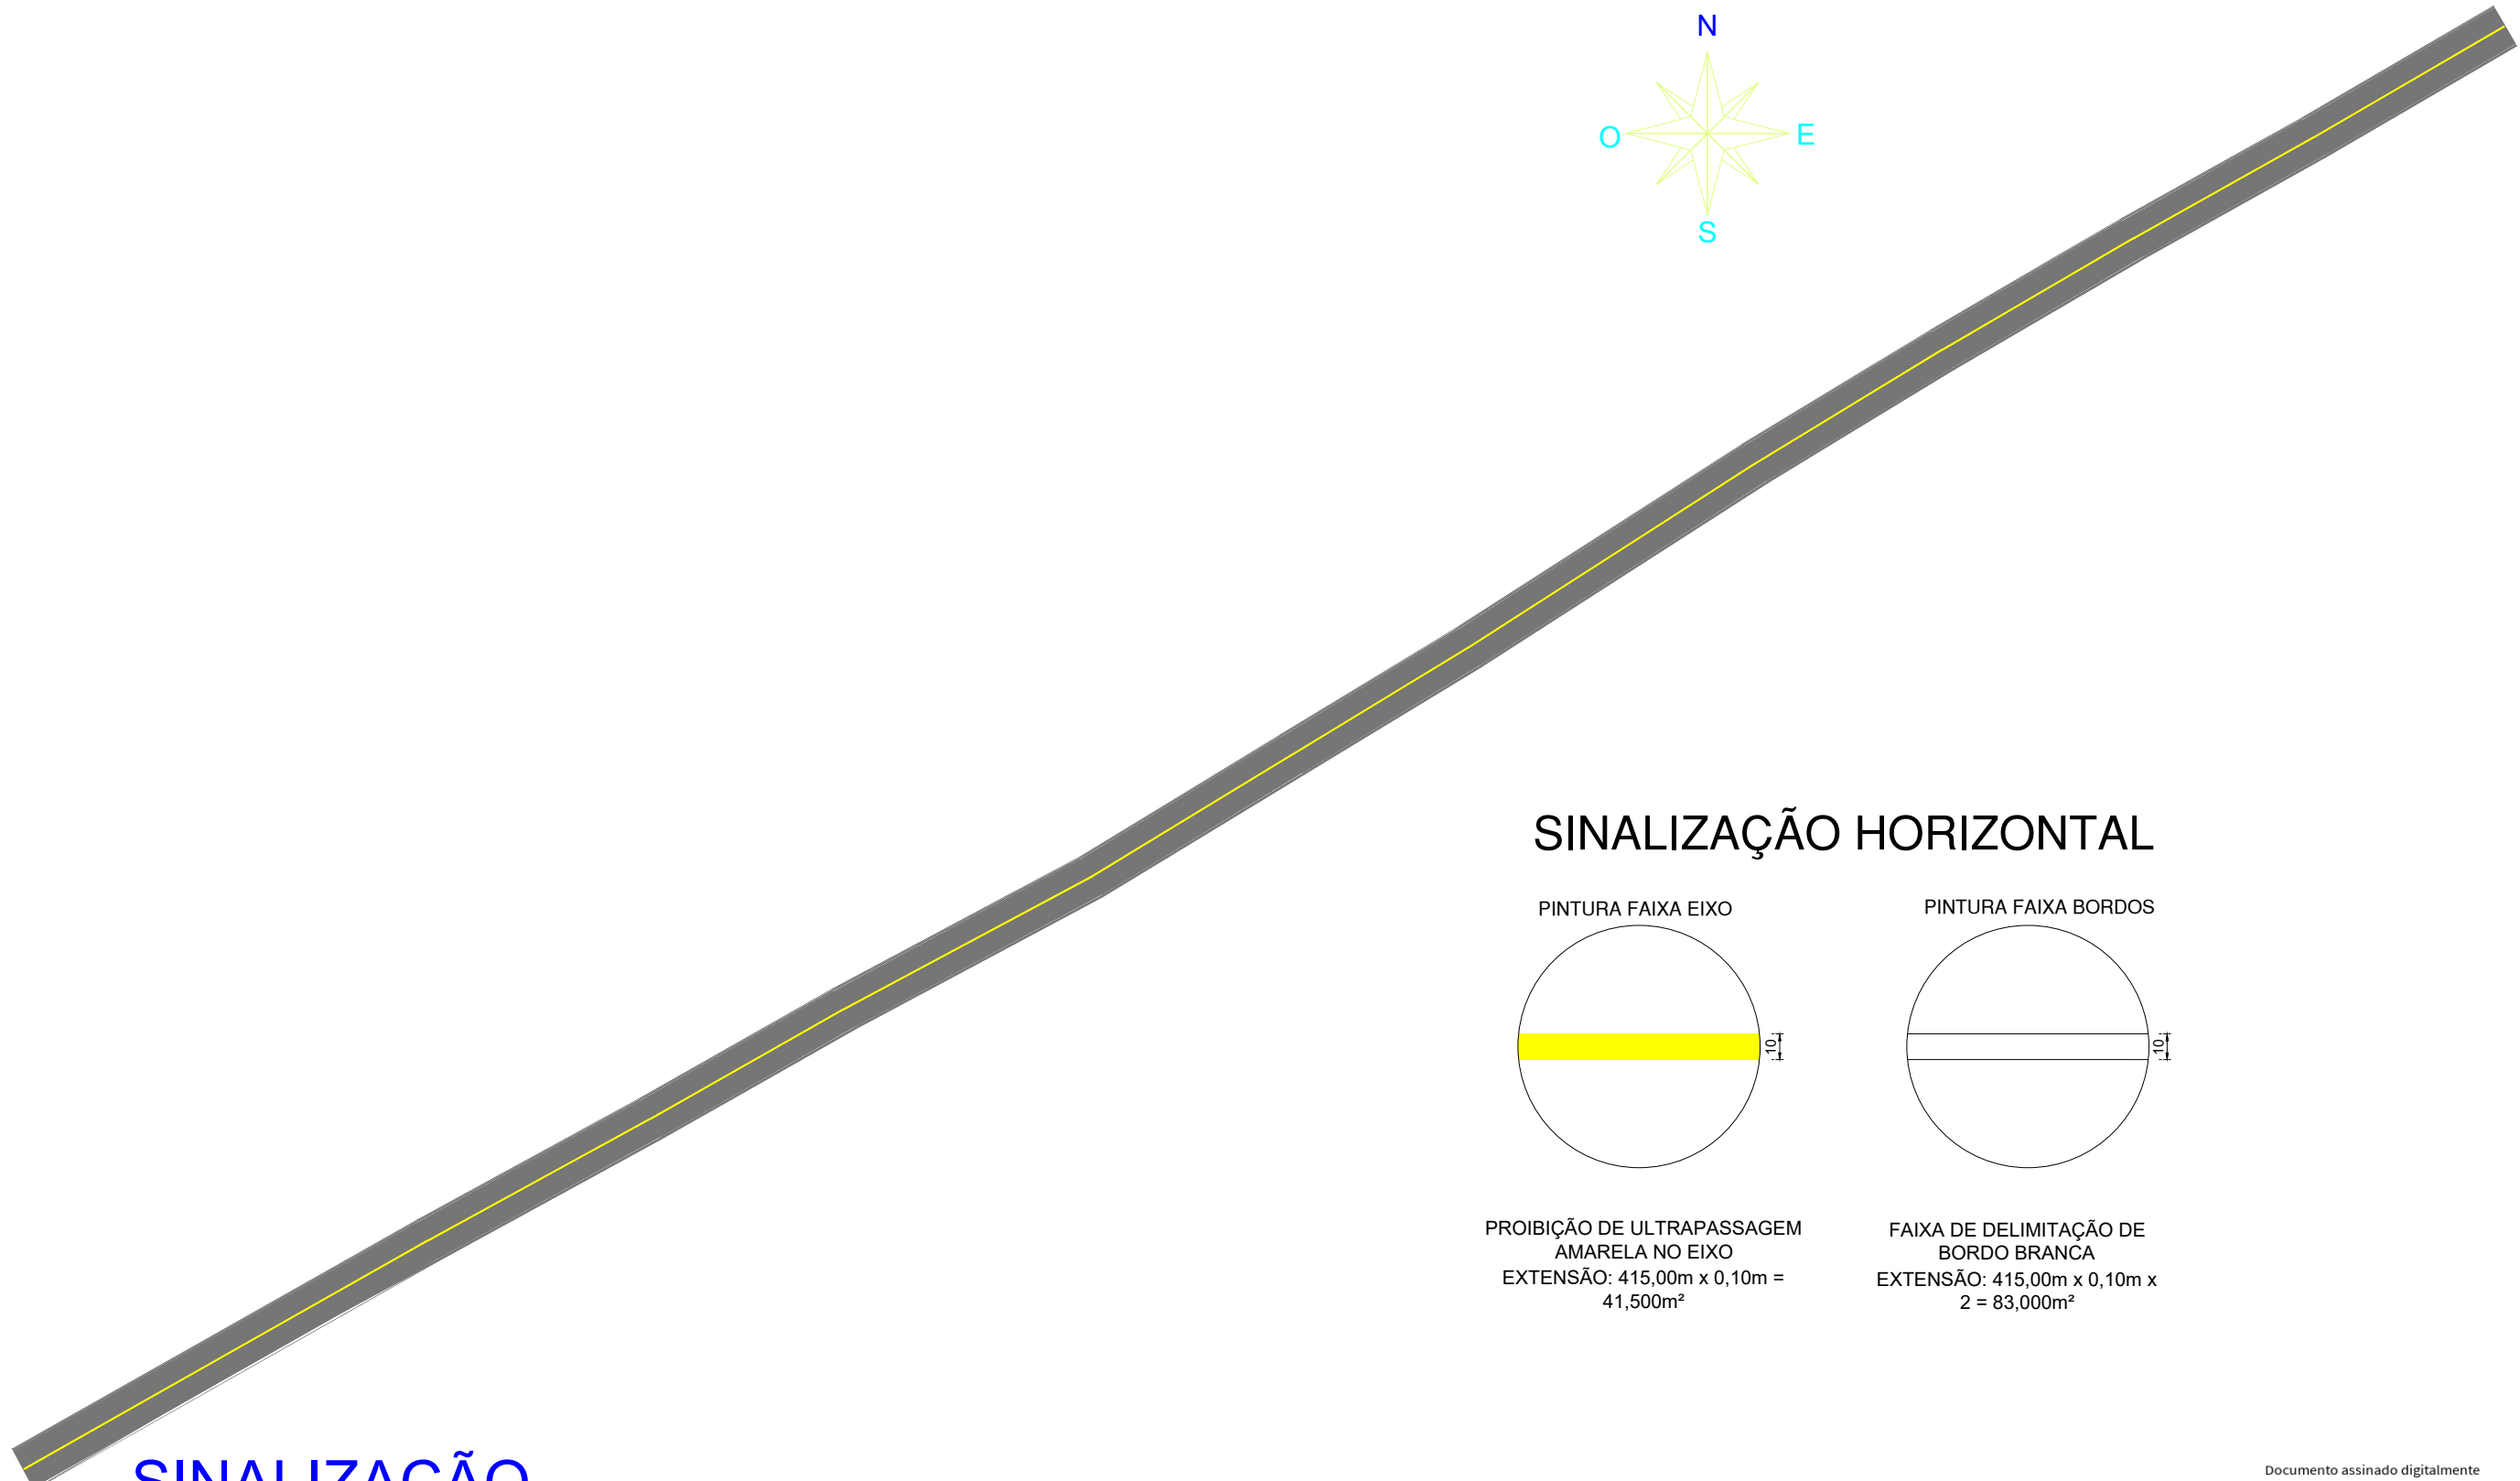 N
O
E
S
SINALIZAÇÃO HORIZONTAL
PINTURA FAIXA EIXO
PINTURA FAIXA BORDOS
10
10
PROIBIÇÃO DE ULTRAPASSAGEM
AMARELA NO EIXO
EXTENSÃO: 415,00m x 0,10m =
41,500m²
FAIXA DE DELIMITAÇÃO DE
BORDO BRANCA
EXTENSÃO: 415,00m x 0,10m x
2 = 83,000m²
SINALIZAÇÃO
Documento assinado digitalmente